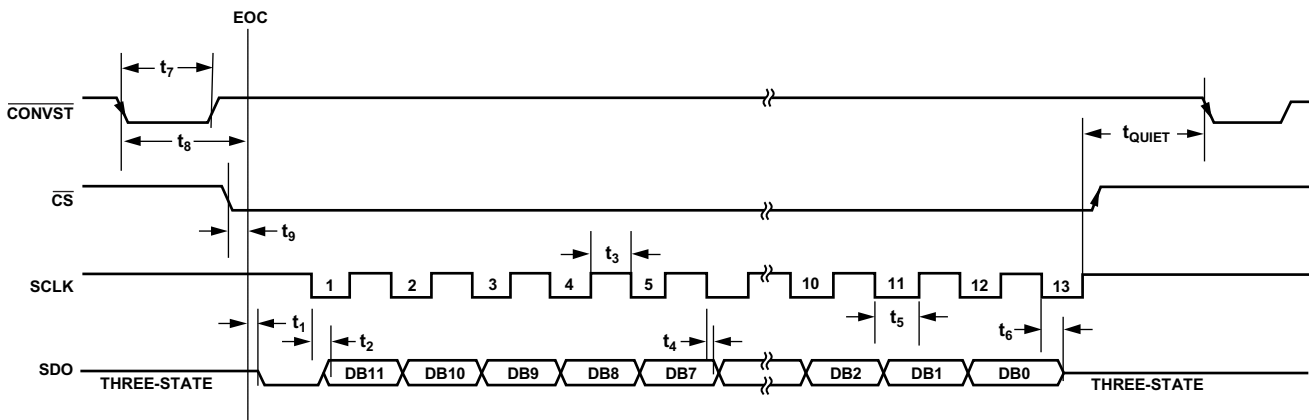 EOC
t7
CONVST
t8
tQUIET
CS
t9
t3
SCLK
1 2 3 4 5 10 11 12 13
t1
t2
t4
t5
t6
SDO
THREE-STATE
DB11 DB10 DB9 DB8 DB7 DB2 DB1 DB0
THREE-STATE